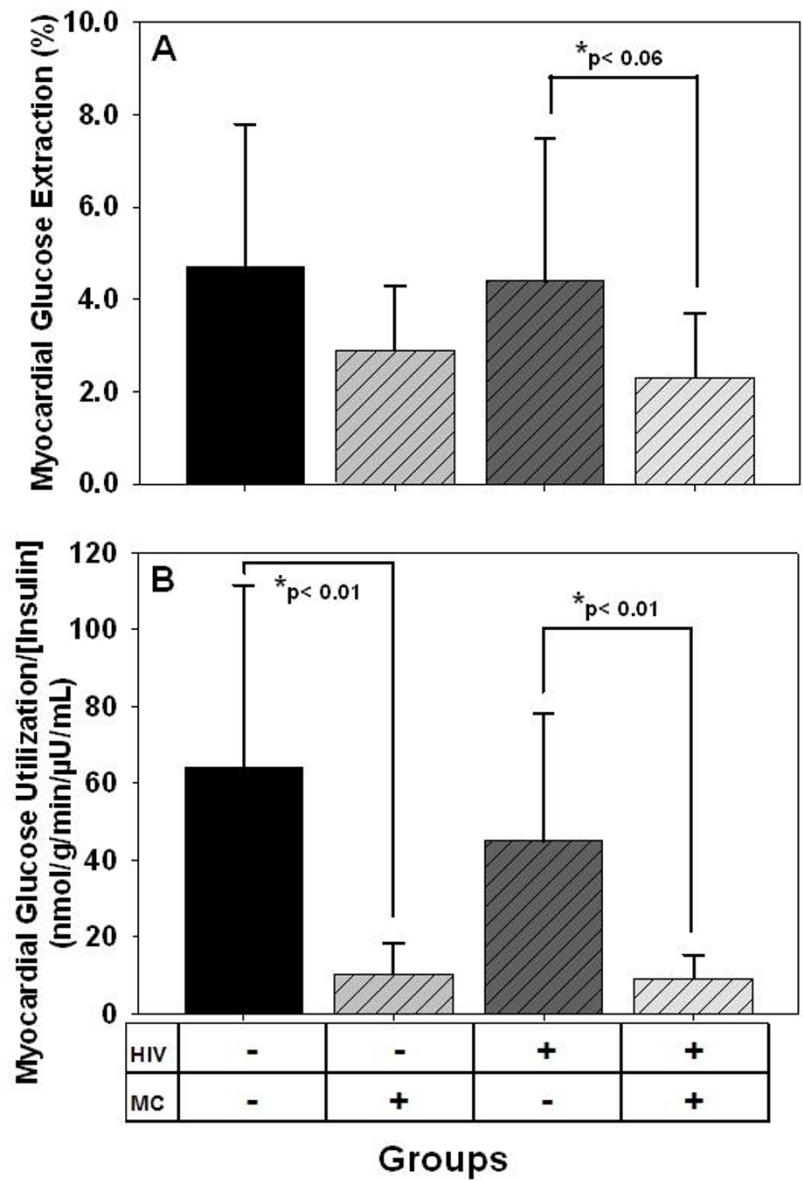 Myocardial Glucose Extraction (%)
10.0
8.0
6.0
4.0
2.0
0.0
A
*p< 0.06
Myocardial Glucose Utilization/[Insulin]
(nmol/g/min/µU/mL)
120
100
80
60
40
20
0
B
*p< 0.01
*p< 0.01
HIV - - + +
MC - + - +
Groups